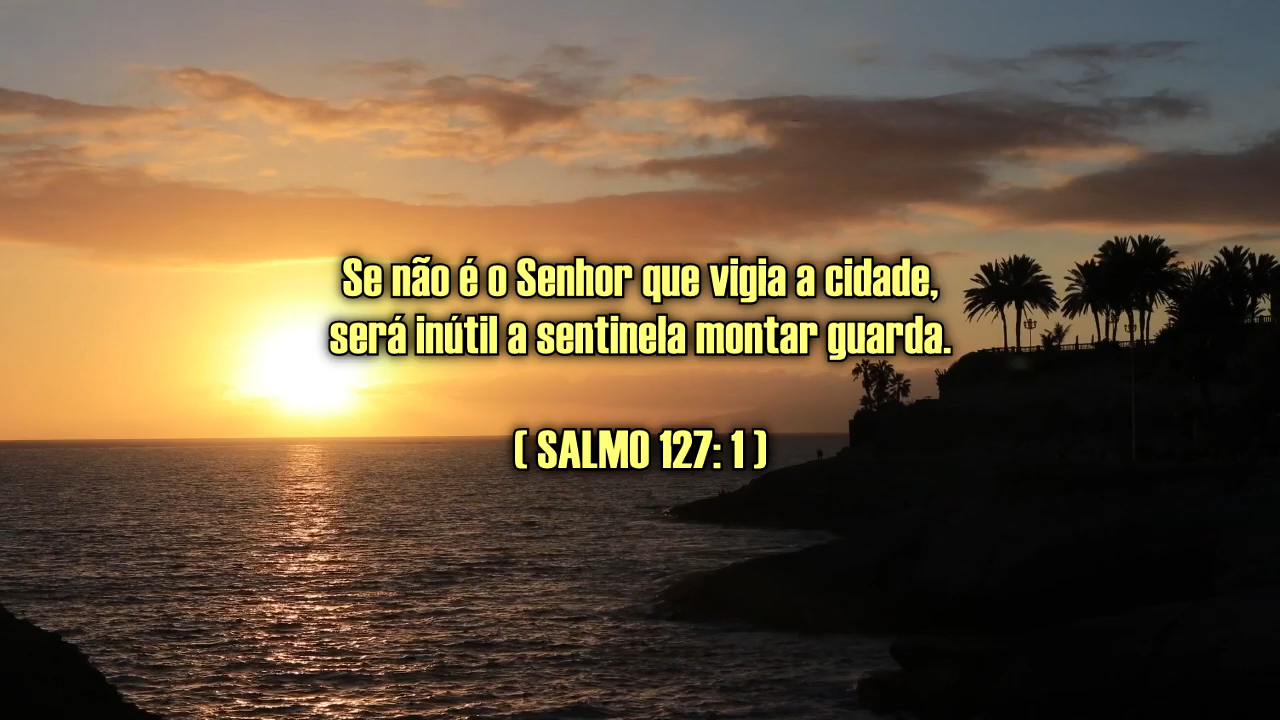 Se não é o Senhor que vigia a cidade,
será inútil a sentinela montar guarda.
( SALMO 127: 1 )